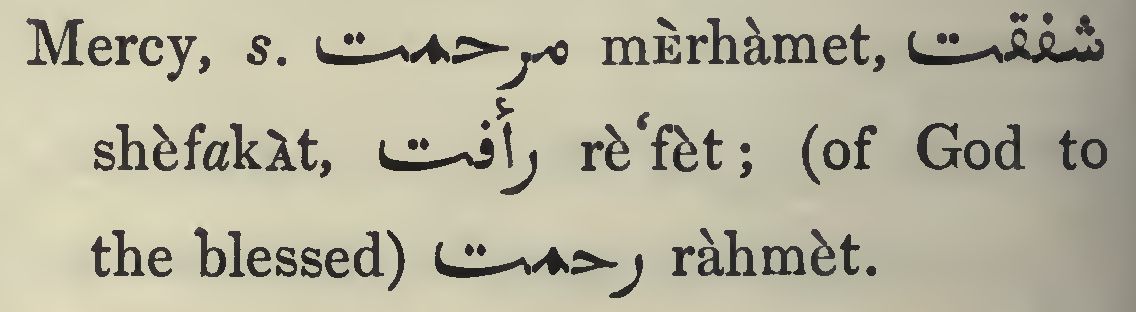 Mercy, s. مرحمت mÈrhàmet, شفقت
shèfakÀt, رأفت rè‘fèt; (of God to
the blessed) رحمت ràhmèt.